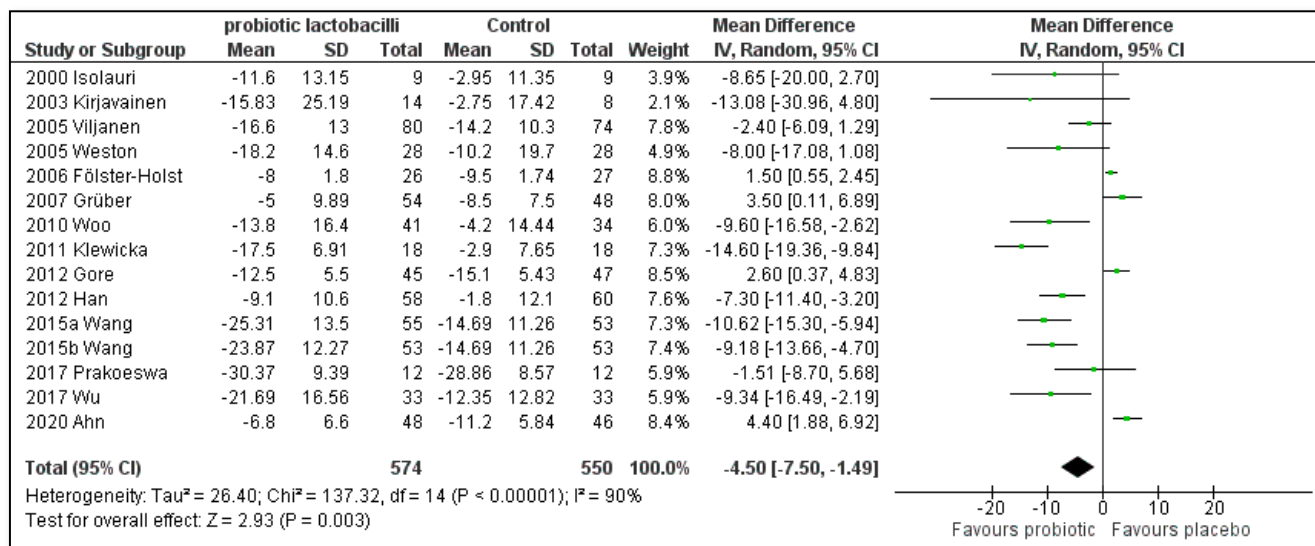 probiotic lactobacilli Control Mean Difference Mean Difference
Study or Subgroup Mean SD Total Mean SD Total Weight IV, Random, 95% CI IV, Random, 95% CI
2000 Isolauri -11.6 13.15 9 -2.95 11.35 9 3.9% -8.65 [-20.00, 2.70]
2003 Kirjavainen -15.83 25.19 14 -2.75 17.42 8 2.1% -13.08 [-30.96, 4.80]
2005 Viljanen -16.6 13 80 -14.2 10.3 74 7.8% -2.40 [-6.09, 1.29]
2005 Weston -18.2 14.6 28 -10.2 19.7 28 4.9% -8.00 [-17.08, 1.08]
2006 Fölster-Holst -8 1.8 26 -9.5 1.74 27 8.8% 1.50 [0.55, 2.45]
2007 Grüber -5 9.89 54 -8.5 7.5 48 8.0% 3.50 [0.11, 6.89]
2010 Woo -13.8 16.4 41 -4.2 14.44 34 6.0% -9.60 [-16.58, -2.62]
2011 Klewicka -17.5 6.91 18 -2.9 7.65 18 7.3% -14.60 [-19.36, -9.84]
2012 Gore -12.5 5.5 45 -15.1 5.43 47 8.5% 2.60 [0.37, 4.83]
2012 Han -9.1 10.6 58 -1.8 12.1 60 7.6% -7.30 [-11.40, -3.20]
2015a Wang -25.31 13.5 55 -14.69 11.26 53 7.3% -10.62 [-15.30, -5.94]
2015b Wang -23.87 12.27 53 -14.69 11.26 53 7.4% -9.18 [-13.66, -4.70]
2017 Prakoeswa -30.37 9.39 12 -28.86 8.57 12 5.9% -1.51 [-8.70, 5.68]
2017 Wu -21.69 16.56 33 -12.35 12.82 33 6.0% -9.34 [-16.49, -2.19]
2020 Ahn -6.8 6.6 48 -11.2 5.84 46 8.4% 4.40 [1.88, 6.92]
Total (95% CI) 574 550 100.0% -4.50 [-7.50, -1.49]
Heterogeneity: Tau² = 26.40; Chi² = 137.32, df = 14 (P < 0.00001); I² = 90%
Test for overall effect: Z = 2.93 (P = 0.003)
-20 -10 0 10 20
Favours probiotic Favours placebo